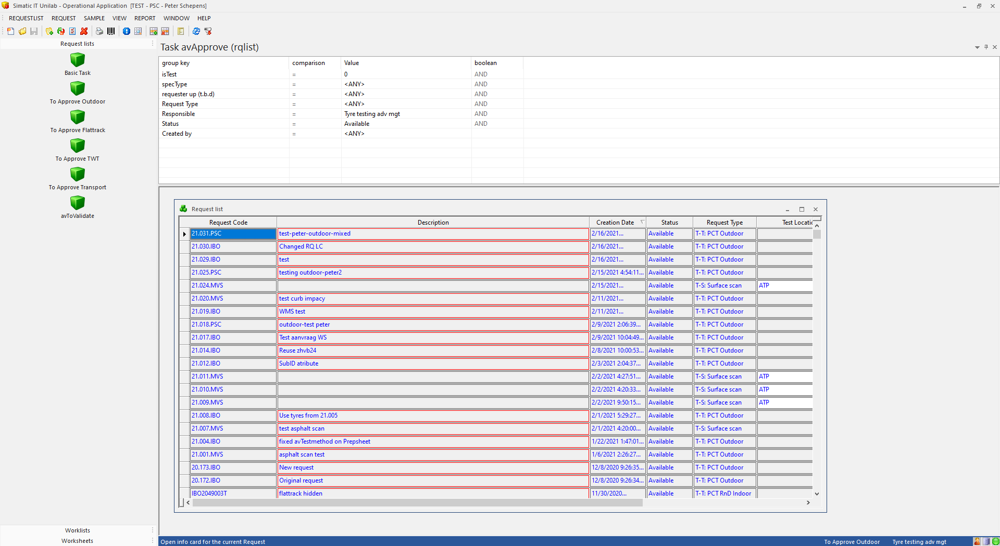 Simatic IT Unilab - Operational Application [TEST - PSC - Peter Schepens]
REQUESTLIST REQUEST SAMPLE VIEW REPORT WINDOW HELP
Request lists
Basic Task
To Approve Outdoor
To Approve Flattrack
To Approve TWT
To Approve Transport
avToValidate
Worklists
Worksheets
Task avApprove (rqlist)
group key comparison Value boolean
isTest = 0 AND
specType = <ANY> AND
requester up (t.b.d) = <ANY> AND
Request Type = <ANY> AND
Responsible = Tyre testing adv mgt AND
Status = Available AND
Created by = <ANY>
Request list
Request Code Description Creation Date Status Request Type Test Locatio
21.031.PSC test-peter-outdoor-mixed 2/16/2021... Available T-T: PCT Outdoor
21.030.IBO Changed RQ LC 2/16/2021... Available T-T: PCT Outdoor
21.029.IBO test 2/16/2021... Available T-T: PCT Outdoor
21.025.PSC testing outdoor-peter2 2/15/2021 4:54:11... Available T-T: PCT Outdoor
21.024.MVS 2/15/2021... Available T-S: Surface scan ATP
21.020.MVS test curb impacy 2/11/2021... Available T-T: PCT Outdoor
21.019.IBO WMS test 2/11/2021... Available T-T: PCT Outdoor
21.018.PSC outdoor-test peter 2/9/2021 2:06:39... Available T-T: PCT Outdoor
21.017.IBO Test aanvraag WS 2/9/2021 10:04:49... Available T-T: PCT Outdoor
21.014.IBO Reuse zhvb24 2/8/2021 10:00:53... Available T-T: PCT Outdoor
21.012.IBO SubID atribute 2/3/2021 2:04:37... Available T-T: PCT Outdoor
21.011.MVS 2/2/2021 4:27:51... Available T-S: Surface scan ATP
21.010.MVS 2/2/2021 4:20:33... Available T-S: Surface scan ATP
21.009.MVS 2/2/2021 9:50:15... Available T-S: Surface scan ATP
21.008.IBO Use tyres from 21.005 2/1/2021 5:29:27... Available T-T: PCT Outdoor
21.007.MVS test asphalt scan 2/1/2021 4:20:00... Available T-S: Surface scan
21.004.IBO fixed avTestmethod on Prepsheet 1/22/2021 1:47:01... Available T-T: PCT Outdoor
21.001.MVS asphalt scan test 1/6/2021 2:26:27... Available T-T: PCT Outdoor
20.173.IBO New request 12/8/2020 9:26:35... Available T-T: PCT Outdoor
20.172.IBO Original request 12/8/2020 9:26:34... Available T-T: PCT Outdoor
IBO2049003T flattrack hidden 11/30/2020... Available T-T: PCT RnD Indoor
Open info card for the current Request To Approve Outdoor Tyre testing adv mgt